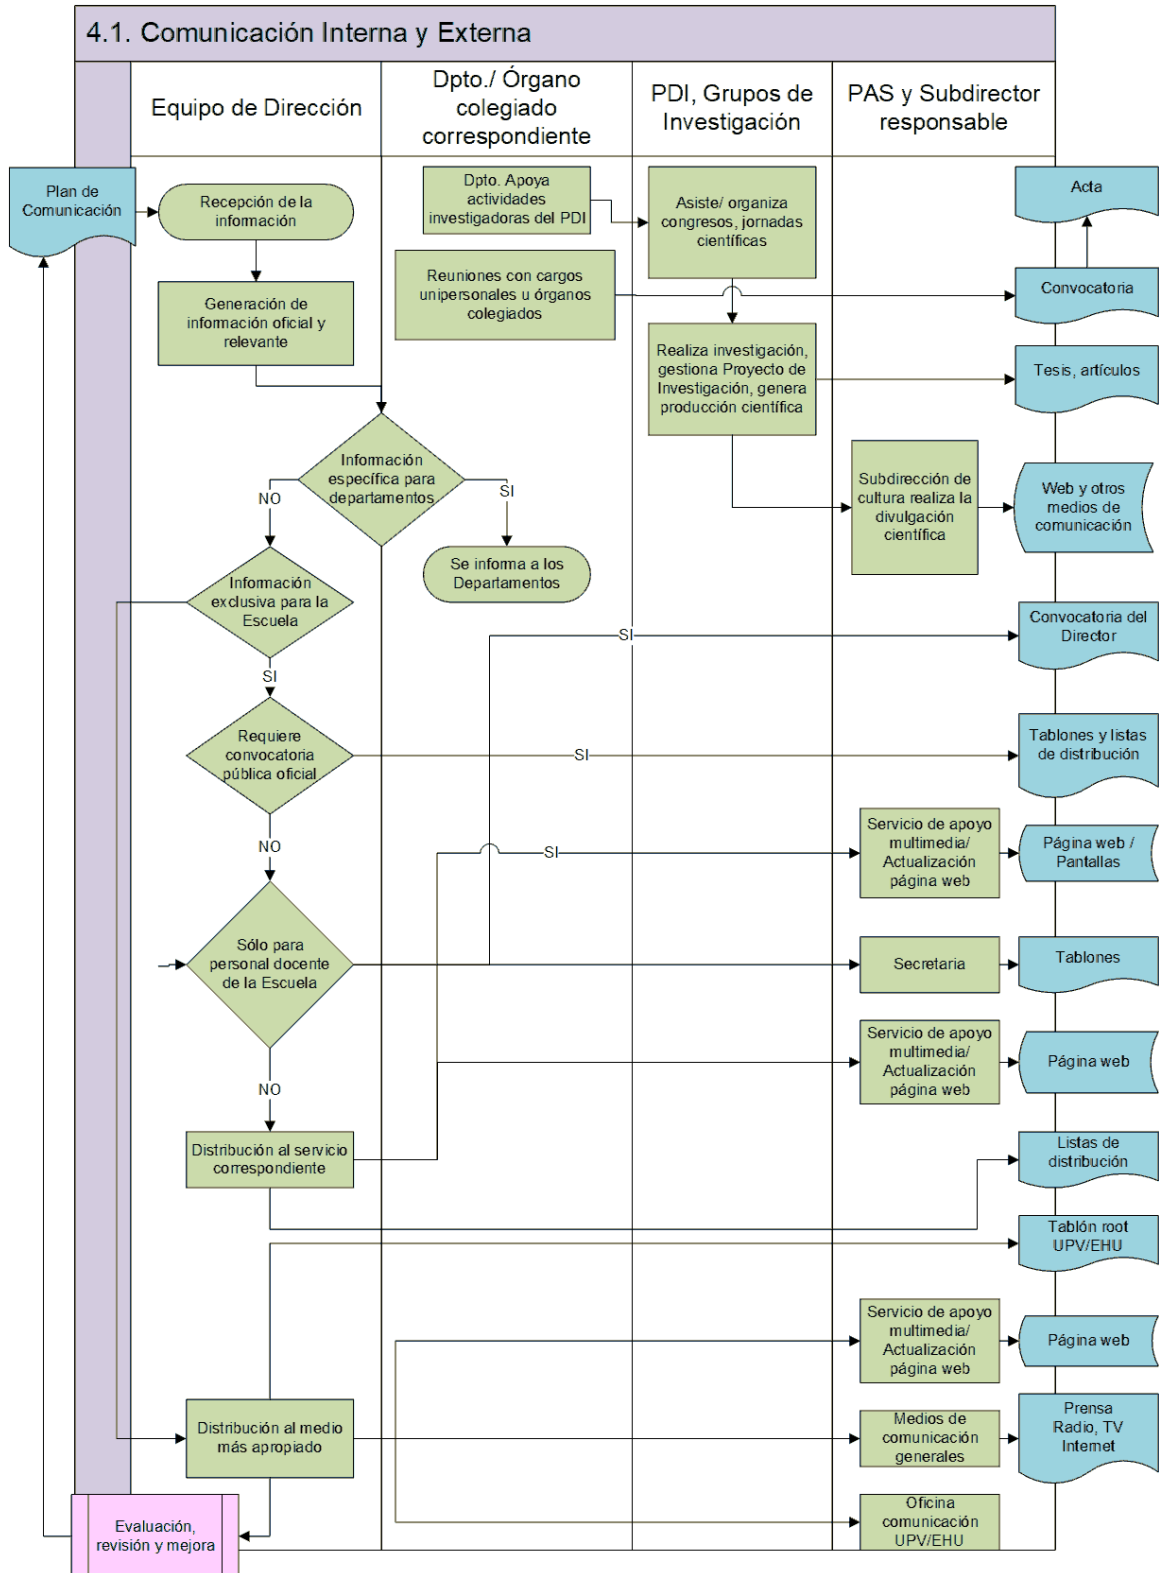 4.1. Comunicación Interna y Externa
Equipo de Dirección
Dpto./ Órgano
colegiado
correspondiente
PDI, Grupos de
Investigación
PAS y Subdirector
responsable
Plan de
Comunicación
Recepción de la
información
Dpto. Apoya
actividades
investigadoras del PDI
Asiste/ organiza
congresos, jornadas
científicas
Acta
Generación de
información oficial y
relevante
Reuniones con cargos
unipersonales u órganos
colegiados
Convocatoria
Realiza investigación,
gestiona Proyecto de
Investigación, genera
producción científica
Tesis, artículos
Información
específica para
departamentos
NO
SI
Subdirección de
cultura realiza la
divulgación
científica
Web y otros
medios de
comunicación
Se informa a los
Departamentos
Información
exclusiva para la
Escuela
SI
Convocatoria del
Director
SI
Requiere
convocatoria
pública oficial
SI
Tablones y listas
de distribución
NO
SI
Servicio de apoyo
multimedia/
Actualización
página web
Página web /
Pantallas
Sólo para
personal docente
de la Escuela
Secretaria
Tablones
NO
Servicio de apoyo
multimedia/
Actualización
página web
Página web
Distribución al servicio
correspondiente
Listas de
distribución
Tablón root
UPV/EHU
Servicio de apoyo
multimedia/
Actualización
página web
Página web
Distribución al medio
más apropiado
Medios de
comunicación
generales
Prensa
Radio, TV
Internet
Evaluación,
revisión y mejora
Oficina
comunicación
UPV/EHU